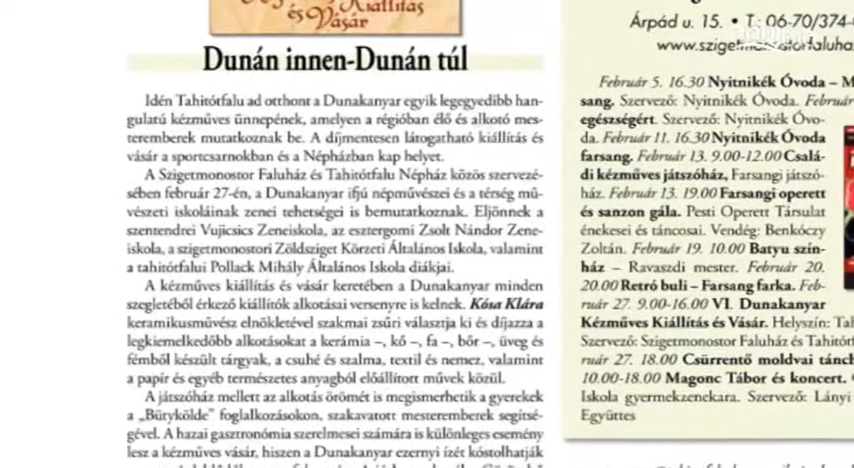 és Vásár
Dunán innen-Dunán túl
Idén Tahitótfalu ad otthont a Dunakanyar egyik legegyedibb han-
gulatú kézműves ünnepének, amelyen a régióban élő és alkotó mes-
teremberek mutatkoznak be. A díjmentesen látogatható kiállítás és
vásár a sportcsarnokban és a Népházban kap helyet.
A Szigetmonostor Faluház és Tahitótfalu Népház közös szervezé-
sében február 27-én, a Dunakanyar ifjú népművészei és a térség mű-
vészeti iskoláinak zenei tehetségei is bemutatkoznak. Eljönnek a
szentendrei Vujicsics Zeneiskola, az esztergomi Zsolt Nándor Zene-
iskola, a szigetmonostori Zöldsziget Körzeti Általános Iskola, valamint
a tahitótfalui Pollack Mihály Általános Iskola diákjai.
A kézműves kiállítás és vásár keretében a Dunakanyar minden
szegletéből érkező kiállítók alkotásai versenyre is kelnek. Kósa Klára
keramikusművész elnökletével szakmai zsűri választja ki és díjazza a
legkiemelkedőbb alkotásokat a kerámia –, kő –, fa –, bőr –, üveg és
fémből készült tárgyak, a csuhé és szalma, textil és nemez, valamint
a papír és egyéb természetes anyagból előállított művek közül.
A játszóház mellett az alkotás örömét is megismerhetik a gyerekek
a „Bütykölde” foglalkozásokon, szakavatott mesteremberek segítsé-
gével. A hazai gasztronómia szerelmesei számára is különleges esemény
lesz a kézműves vásár, hiszen a Dunakanyar ezernyi ízét kóstolhatják
Árpád u. 15. • T.: 06-70/374-
Február 5. 16.30 Nyitnikék Óvoda – M
sang. Szervező: Nyitnikék Óvoda. Február
egészségért. Szervező: Nyitnikék Óvo-
da. Február 11. 16.30 Nyitnikék Óvoda
farsang. Február 13. 9.00-12.00 Csalá-
di kézműves játszóház, Farsangi játszó-
ház. Február 13. 19.00 Farsangi operett
és sanzon gála. Pesti Operett Társulat
énekesei és táncosai. Vendég: Benkóczy
Zoltán. Február 19. 10.00 Batyu szín-
ház – Ravaszdi mester. Február 20.
20.00 Retró buli – Farsang farka. Feb-
ruár 27. 9.00-16.00 VI. Dunakanyar
Kézműves Kiállítás és Vásár. Helyszín: Tal
Szervező: Szigetmonostor Faluház és Tahitótf
ruár 27. 18.00 Csürrentő moldvai táncl
10.00-18.00 Magonc Tábor és koncert.
Iskola gyermekzenekara. Szervező: Lányi
Együttes